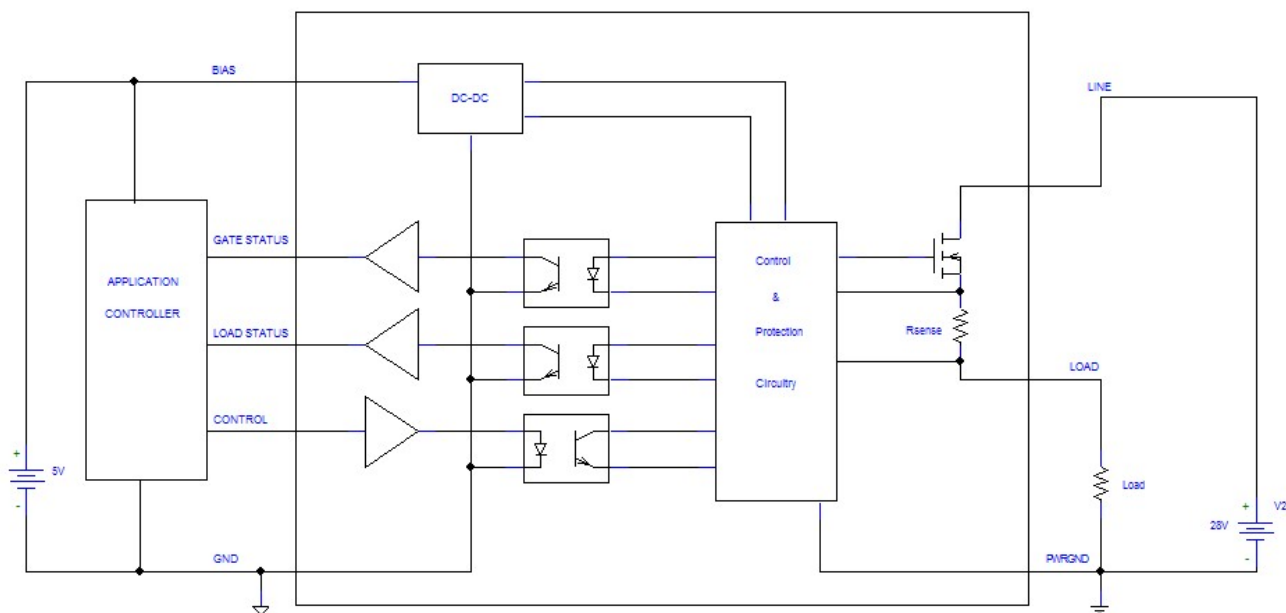 BIAS
DC-DC
LINE
GATE STATUS
APPLICATION
CONTROLLER
LOAD STATUS
CONTROL
Control
&
Protection
Circuitry
Rsense
LOAD
+
5V
-
Load
+
V2
28V
-
GND
PWRGND